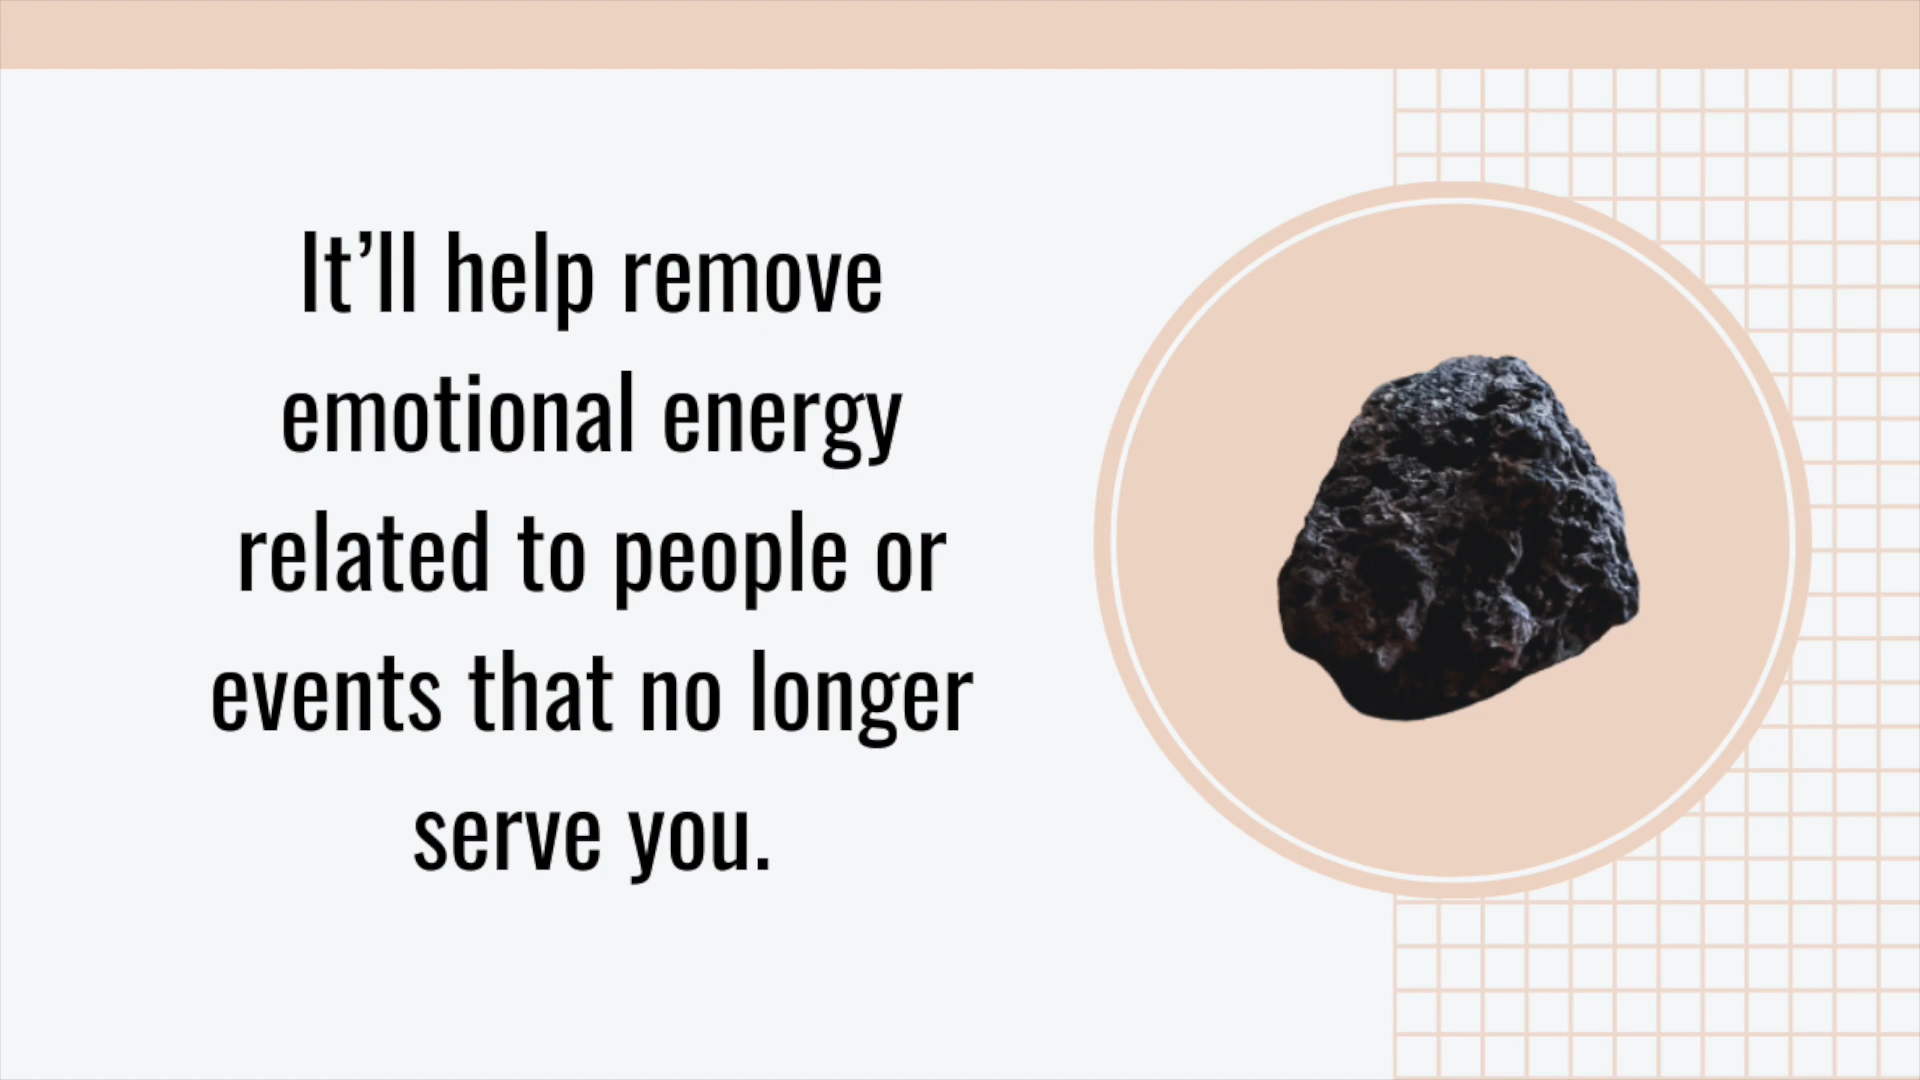 It’ll help remove
emotional energy
related to people or
events that no longer
serve you.